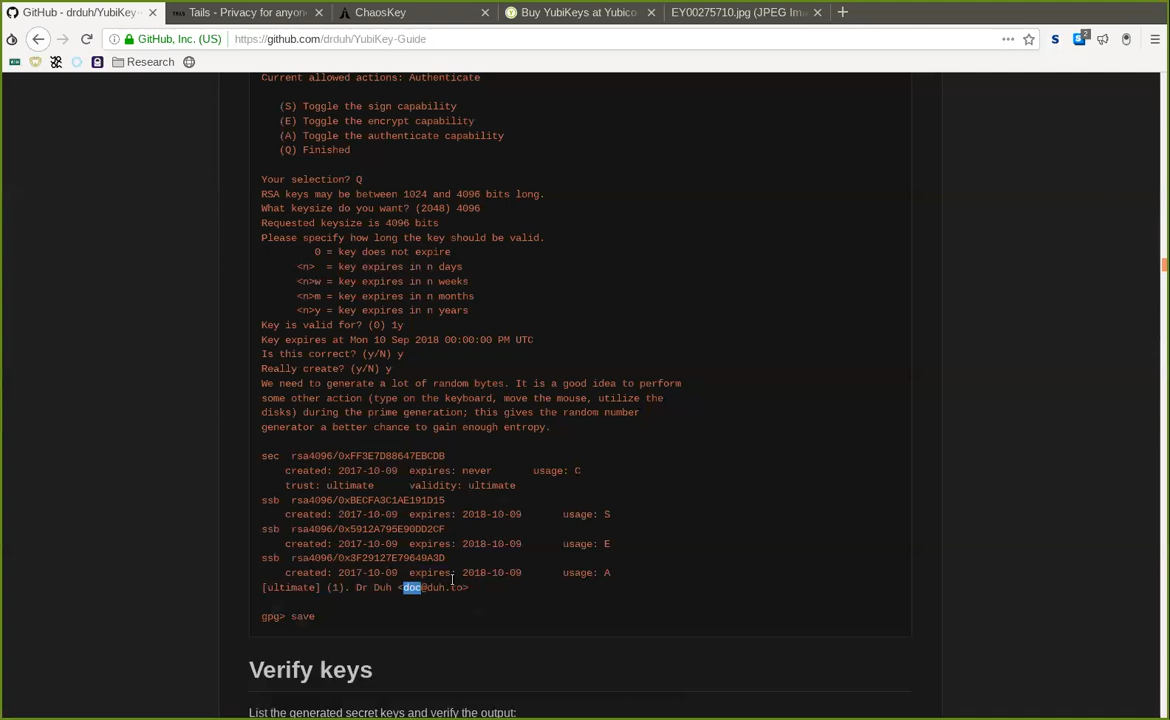 GitHub - drduh/YubiKey-
Tails - Privacy for anyon
ChaosKey
Buy YubiKeys at Yubico
EY00275710.jpg (JPEG Im
GitHub, Inc. (US)
https://github.com/drduh/YubiKey-Guide
S
2
Research
Current allowed actions: Authenticate
(S) Toggle the sign capability
(E) Toggle the encrypt capability
(A) Toggle the authenticate capability
(Q) Finished
Your selection? Q
RSA keys may be between 1024 and 4096 bits long.
What keysize do you want? (2048) 4096
Requested keysize is 4096 bits
Please specify how long the key should be valid.
0 = key does not expire
<n>  = key expires in n days
<n>w = key expires in n weeks
<n>m = key expires in n months
<n>y = key expires in n years
Key is valid for? (0) 1y
Key expires at Mon 10 Sep 2018 00:00:00 PM UTC
Is this correct? (y/N) y
Really create? (y/N) y
We need to generate a lot of random bytes. It is a good idea to perform
some other action (type on the keyboard, move the mouse, utilize the
disks) during the prime generation; this gives the random number
generator a better chance to gain enough entropy.
sec  rsa4096/0xFF3E7D88647EBCDB
created: 2017-10-09  expires: never       usage: C
trust: ultimate      validity: ultimate
ssb  rsa4096/0xBECFA3C1AE191D15
created: 2017-10-09  expires: 2018-10-09       usage: S
ssb  rsa4096/0x5912A795E90DD2CF
created: 2017-10-09  expires: 2018-10-09       usage: E
ssb  rsa4096/0x3F29127E79649A3D
created: 2017-10-09  expires: 2018-10-09       usage: A
[ultimate] (1). Dr Duh <doc@duh.to>
gpg> save
Verify keys
List the generated secret keys and verify the output: